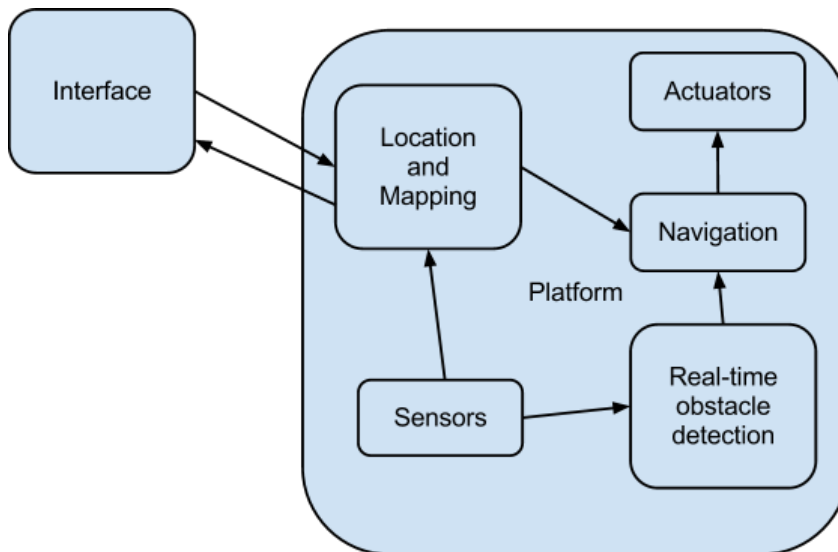 Interface
Location
and
Mapping
Actuators
Navigation
Platform
Sensors
Real-time
obstacle
detection